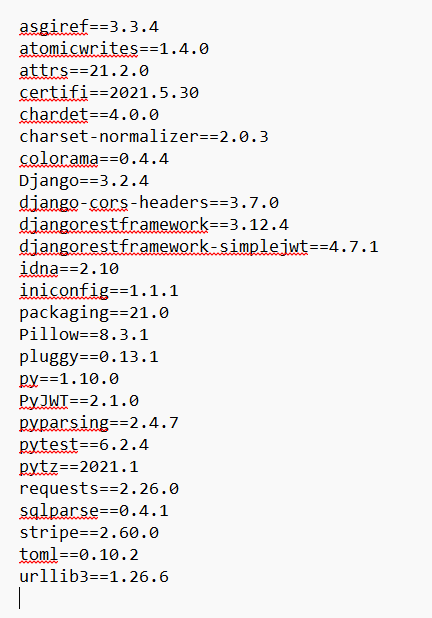 asgiref==3.3.4
atomicwrites==1.4.0
attrs==21.2.0
certifi==2021.5.30
chardet==4.0.0
charset-normalizer==2.0.3
colorama==0.4.4
Django==3.2.4
django-cors-headers==3.7.0
djangorestframework==3.12.4
djangorestframework-simplejwt==4.7.1
idna==2.10
iniconfig==1.1.1
packaging==21.0
Pillow==8.3.1
pluggy==0.13.1
py==1.10.0
PyJWT==2.1.0
pyparsing==2.4.7
pytest==6.2.4
pytz==2021.1
requests==2.26.0
sqlparse==0.4.1
stripe==2.60.0
toml==0.10.2
urllib3==1.26.6